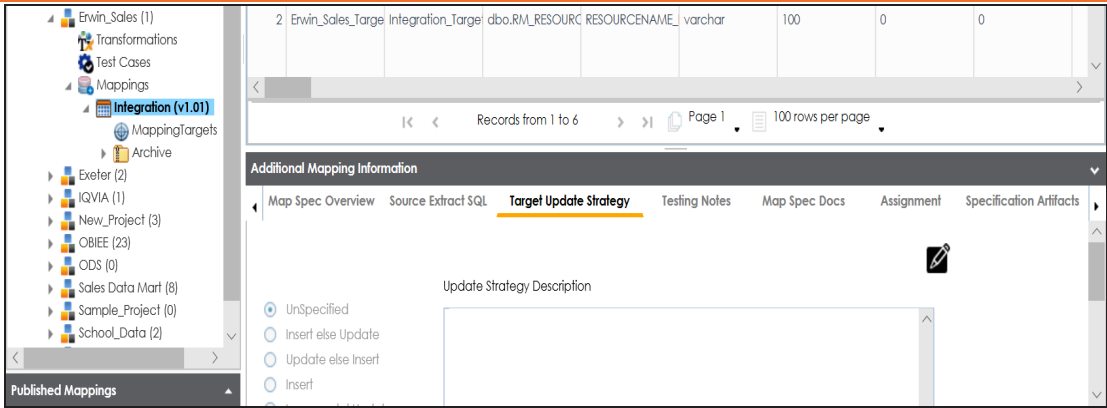 Erwin_Sales (1)
Transformations
Test Cases
Mappings
Integration (v1.01)
MappingTargets
Archive
Exeter (2)
IQVIA (1)
New_Project (3)
OBIEE (23)
ODS (0)
Sales Data Mart (8)
Sample_Project (0)
School_Data (2)
Published Mappings
2 Erwin_Sales_Targe Integration_Targe dbo.RM_RESOURC RESOURCENAME_ varchar 100 0 0
Records from 1 to 6 Page 1 100 rows per page
Additional Mapping Information
Map Spec Overview Source Extract SQL Target Update Strategy Testing Notes Map Spec Docs Assignment Specification Artifacts
Update Strategy Description
UnSpecified
Insert else Update
Update else Insert
Insert